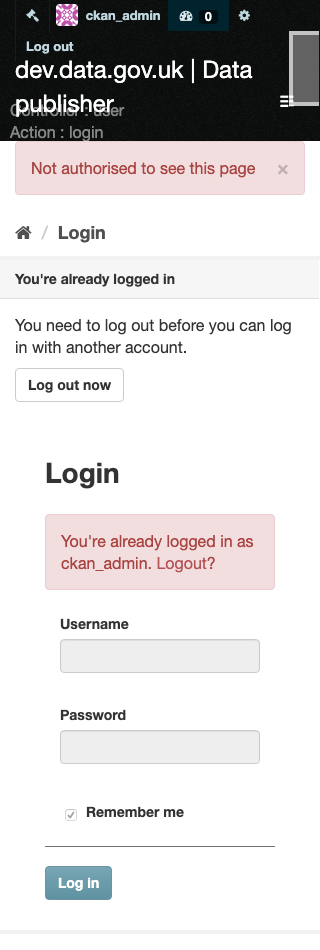 ckan_admin 0
Log out
dev.data.gov.uk | Data
publisher
Controller : user
Action : login
Not authorised to see this page ×
/ Login
You're already logged in
You need to log out before you can log
in with another account.
Log out now
Login
You're already logged in as
ckan_admin. Logout?
Username
Password
Remember me
Log in